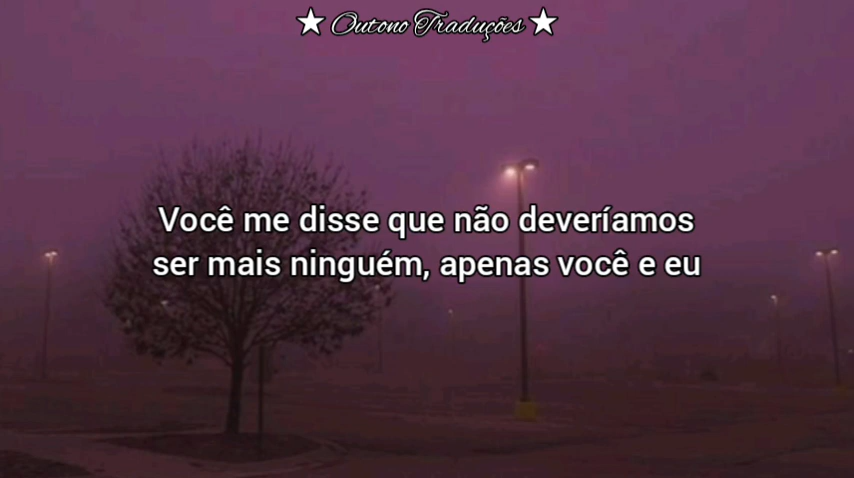 ★ Outono Traduções ★
Você me disse que não deveríamos
ser mais ninguém, apenas você e eu